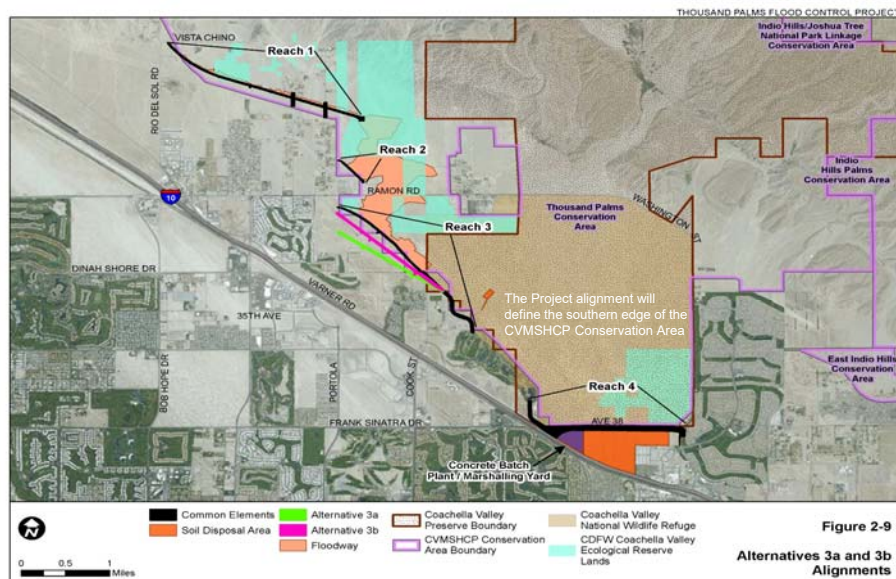 THOUSAND PALMS FLOOD CONTROL PROJECT
VISTA CHINO
Reach 1
Indio Hills/Joshua Tree
National Park Linkage
Conservation Area
RIO DEL SOL RD
Reach 2
RAMON RD
Indio
Hills Palms
Conservation Area
10
WASHINGTON ST
Thousand Palms
Conservation
Area
Reach 3
DINAH SHORE DR
VARNER RD
The Project alignment will
define the southern edge of the
CVMSHCP Conservation Area
35TH AVE
BOB HOPE DR
PORTOLA
COOK ST
East Indio Hills
Conservation
Area
Reach 4
FRANK SINATRA DR
AVE 38
Concrete Batch
Plant / Marshalling Yard
Common Elements
Soil Disposal Area
Alternative 3a
Alternative 3b
Floodway
Coachella Valley
Preserve Boundary
CVMSHCP Conservation
Area Boundary
Coachella Valley
National Wildlife Refuge
CDFW Coachella Valley
Ecological Reserve
Lands
Figure 2-9
Alternatives 3a and 3b
Alignments
N
0 0.5 1
Miles